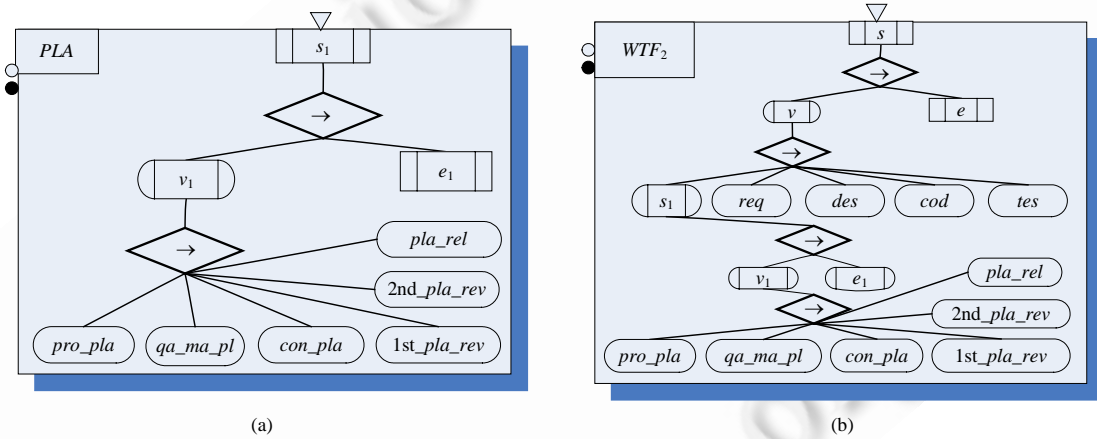 PLA
s1
→
v1
e1
→
pla_rel
2nd_pla_rev
pro_pla
qa_ma_pl
con_pla
1st_pla_rev
(a)
WTF2
s
→
v
e
→
s1
req
des
cod
tes
→
v1
e1
pla_rel
→
2nd_pla_rev
pro_pla
qa_ma_pl
con_pla
1st_pla_rev
(b)